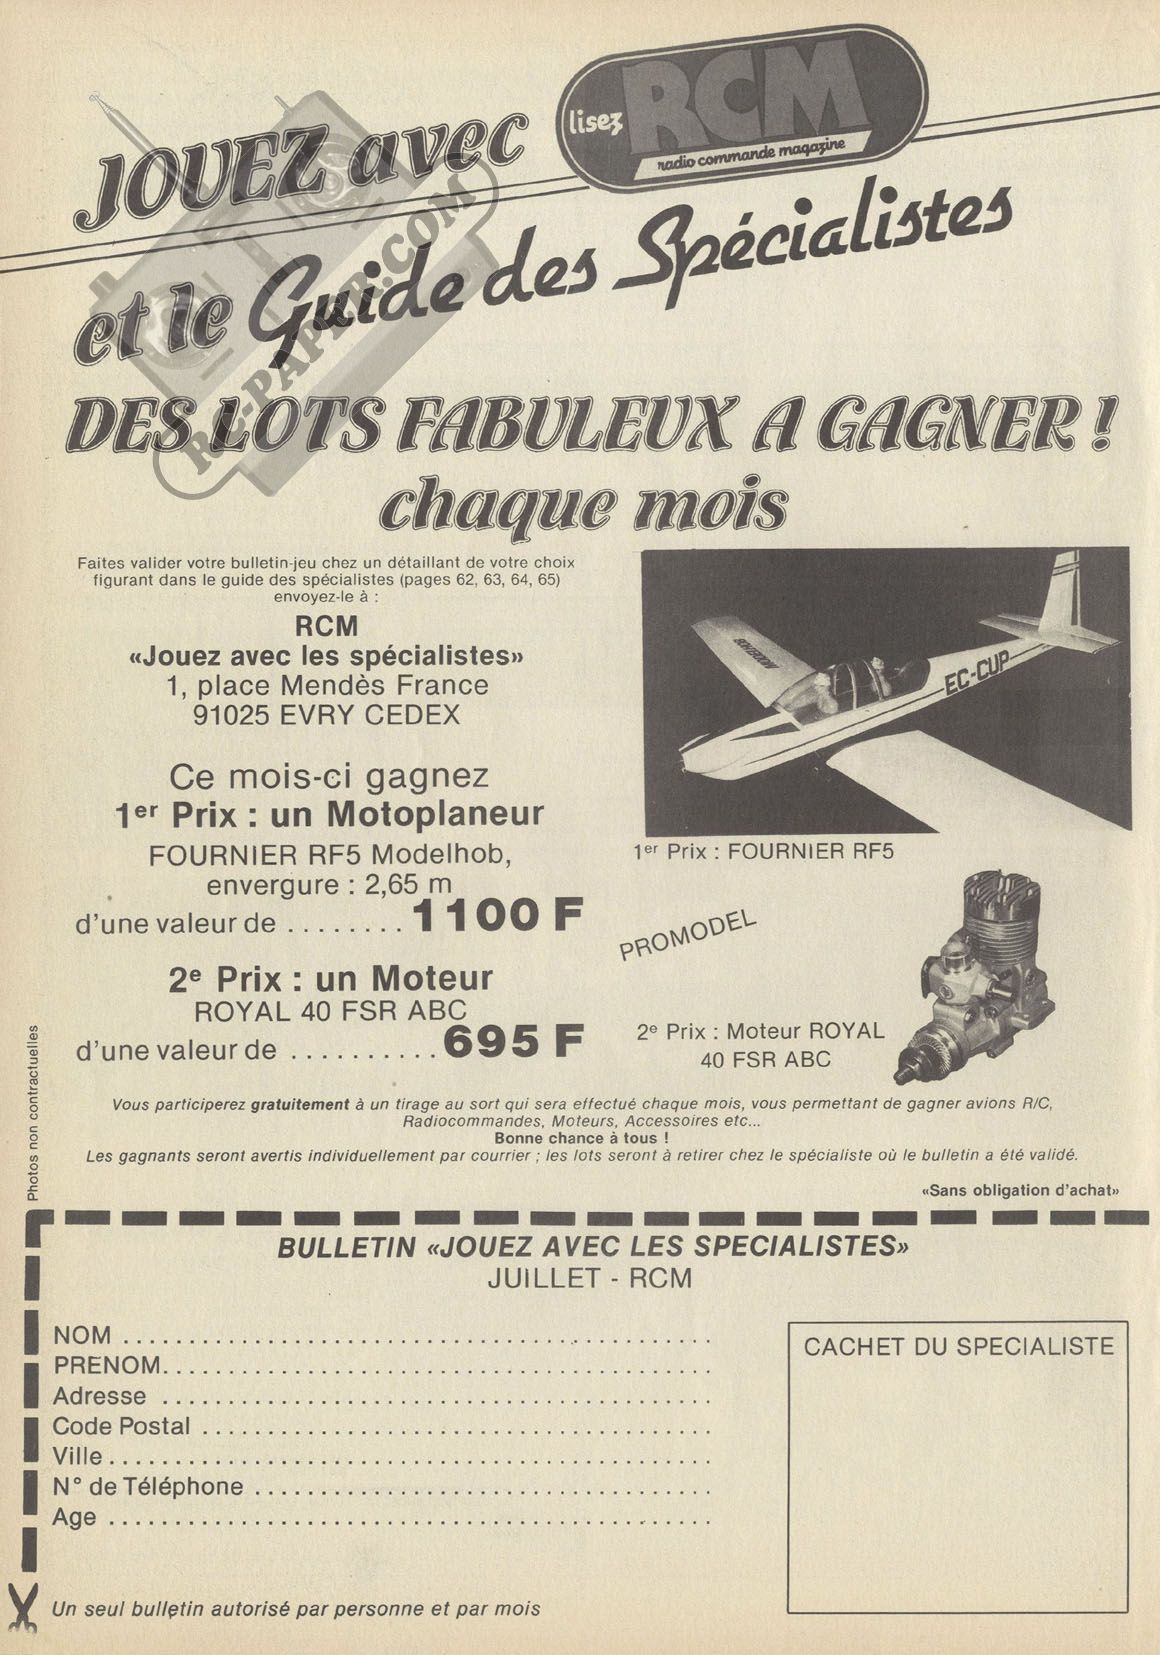 JOUEZ avec
lisez RCM
radio commande magazine
et le Guide des Spécialistes
RC-PAPER.COM
DES LOTS FABULEUX A GAGNER !
chaque mois
Faites valider votre bulletin-jeu chez un détaillant de votre choix
figurant dans le guide des spécialistes (pages 62, 63, 64, 65)
envoyez-le à :
RCM
«Jouez avec les spécialistes»
1, place Mendès France
91025 EVRY CEDEX
Ce mois-ci gagnez
1er Prix : un Motoplaneur
FOURNIER RF5 Modelhob,
envergure : 2,65 m
d'une valeur de ........ 1100 F
2e Prix : un Moteur
ROYAL 40 FSR ABC
d'une valeur de .......... 695 F
EC-CUP
1er Prix : FOURNIER RF5
PROMODEL
2e Prix : Moteur ROYAL
40 FSR ABC
Photos non contractuelles
Vous participerez gratuitement à un tirage au sort qui sera effectué chaque mois, vous permettant de gagner avions R/C,
Radiocommandes, Moteurs, Accessoires etc...
Bonne chance à tous !
Les gagnants seront avertis individuellement par courrier ; les lots seront à retirer chez le spécialiste où le bulletin a été validé.
«Sans obligation d'achat»
BULLETIN «JOUEZ AVEC LES SPECIALISTES»
JUILLET - RCM
NOM ............................................
PRENOM..........................................
Adresse .........................................
Code Postal ......................................
Ville.............................................
N° de Téléphone ..................................
Age .............................................
CACHET DU SPECIALISTE
Un seul bulletin autorisé par personne et par mois